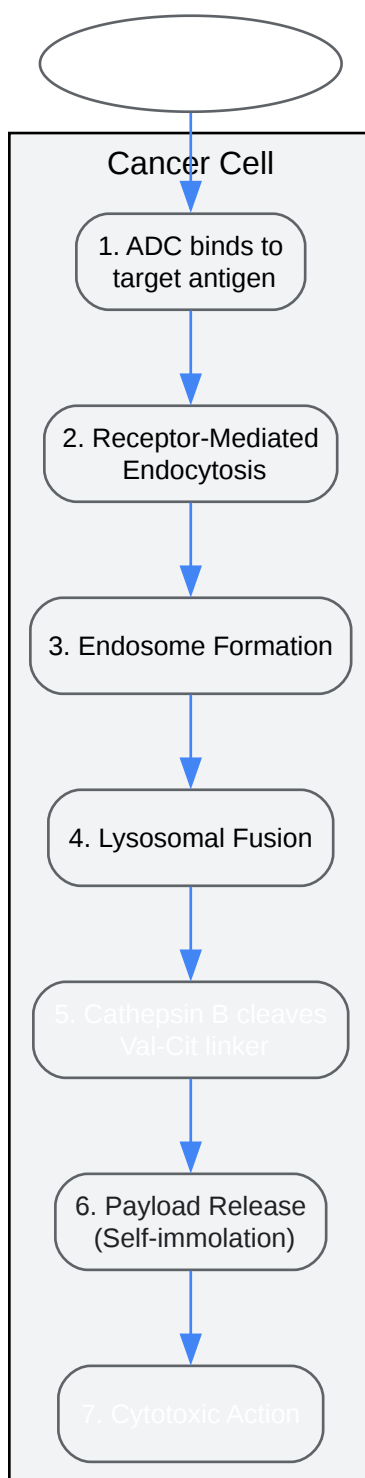 Cancer Cell
1. ADC binds to
target antigen
2. Receptor-Mediated
Endocytosis
3. Endosome Formation
4. Lysosomal Fusion
5. Cathepsin B cleaves
Val-Cit linker
6. Payload Release
(Self-immolation)
7. Cytotoxic Action